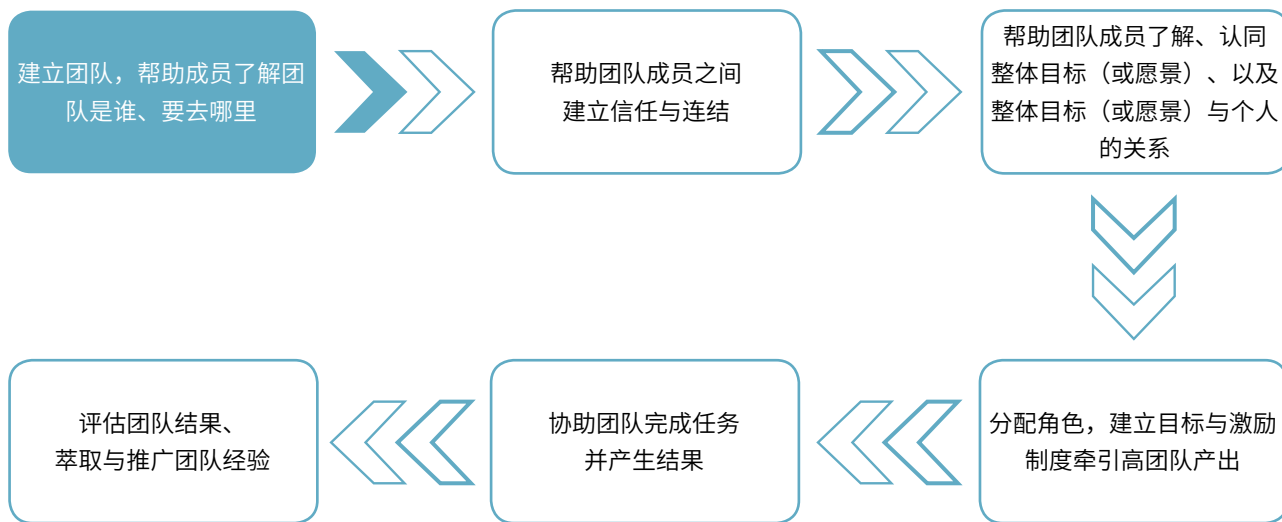 建立团队，帮助成员了解团
队是谁、要去哪里
帮助团队成员之间
建立信任与连结
帮助团队成员了解、认同
整体目标（或愿景）、以及
整体目标（或愿景）与个人
的关系
分配角色，建立目标与激励
制度牵引高团队产出
协助团队完成任务
并产生结果
评估团队结果、
萃取与推广团队经验